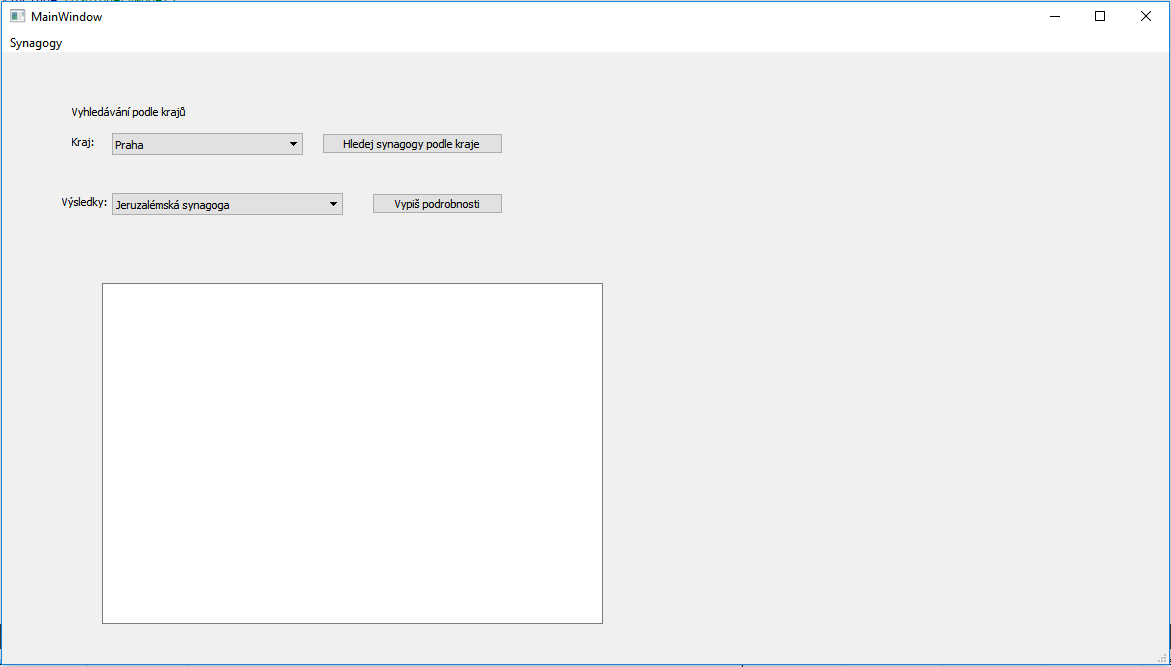 MainWindow
Synagogy
Vyhledávání podle krajů
Kraj:
Praha
Hledej synagogy podle kraje
Výsledky:
Jeruzalémská synagoga
Vypiš podrobnosti